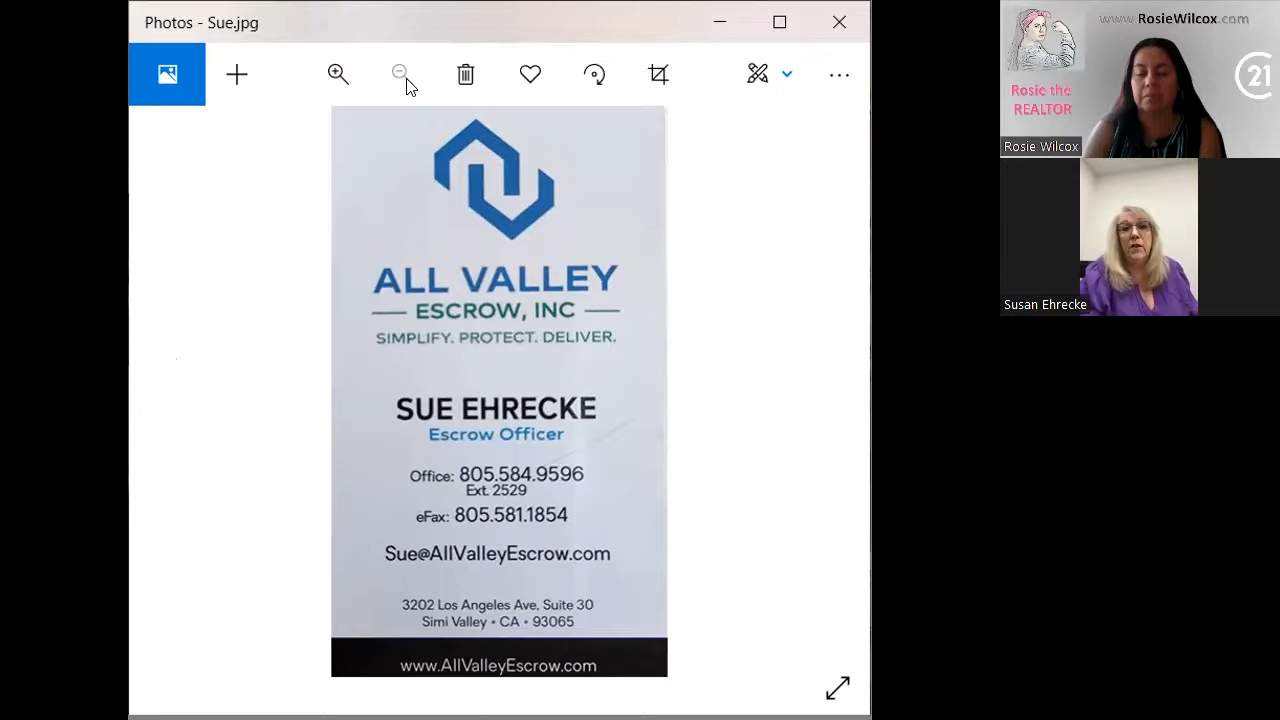 Photos - Sue.jpg
ALL VALLEY
ESCROW, INC
SIMPLIFY. PROTECT. DELIVER.
SUE EHRECKE
Escrow Officer
Office: 805.584.9596
Ext. 2529
eFax: 805.581.1854
Sue@AllValleyEscrow.com
3202 Los Angeles Ave, Suite 30
Simi Valley • CA • 93065
www.AllValleyEscrow.com
www.RosieWilcox.com
Rosie the
REALTOR
C21
Rosie Wilcox
Susan Ehrecke